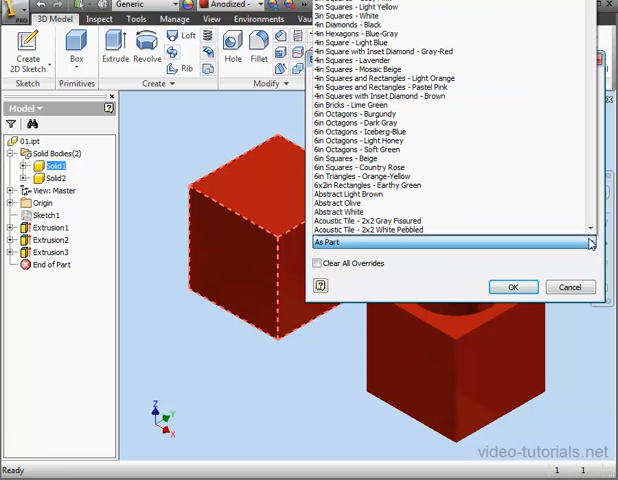 Generic
Anodized
PRO
3D Model
Inspect
Tools
Manage
View
Environments
Vau
Create
2D Sketch
Box
Extrude
Revolve
Loft
Rib
Hole
Fillet
Sketch
Primitives
Create
Modify
Model
01.ipt
Solid Bodies(2)
Solid1
Solid2
View: Master
Origin
Sketch1
Extrusion1
Extrusion2
Extrusion3
End of Part
3in Squares - Light Yellow
3in Squares - White
4in Diamonds - Black
4in Hexagons - Blue-Gray
4in Square - Light Blue
4in Square with Inset Diamond - Gray-Red
4in Squares - Lavender
4in Squares - Mosaic Beige
4in Squares and Rectangles - Light Orange
4in Squares and Rectangles - Pastel Pink
4in Squares with Inset Diamond - Brown
6in Bricks - Lime Green
6in Octagons - Burgundy
6in Octagons - Dark Gray
6in Octagons - Iceberg-Blue
6in Octagons - Light Honey
6in Octagons - Soft Green
6in Squares - Beige
6in Squares - Country Rose
6in Triangles - Orange-Yellow
6x2in Rectangles - Earthy Green
Abstract Light Brown
Abstract Olive
Abstract White
Acoustic Tile - 2x2 Gray Fissured
Acoustic Tile - 2x2 White Pebbled
As Part
Clear All Overrides
OK
Cancel
Z
Y
X
video-tutorials.net
Ready
1
1